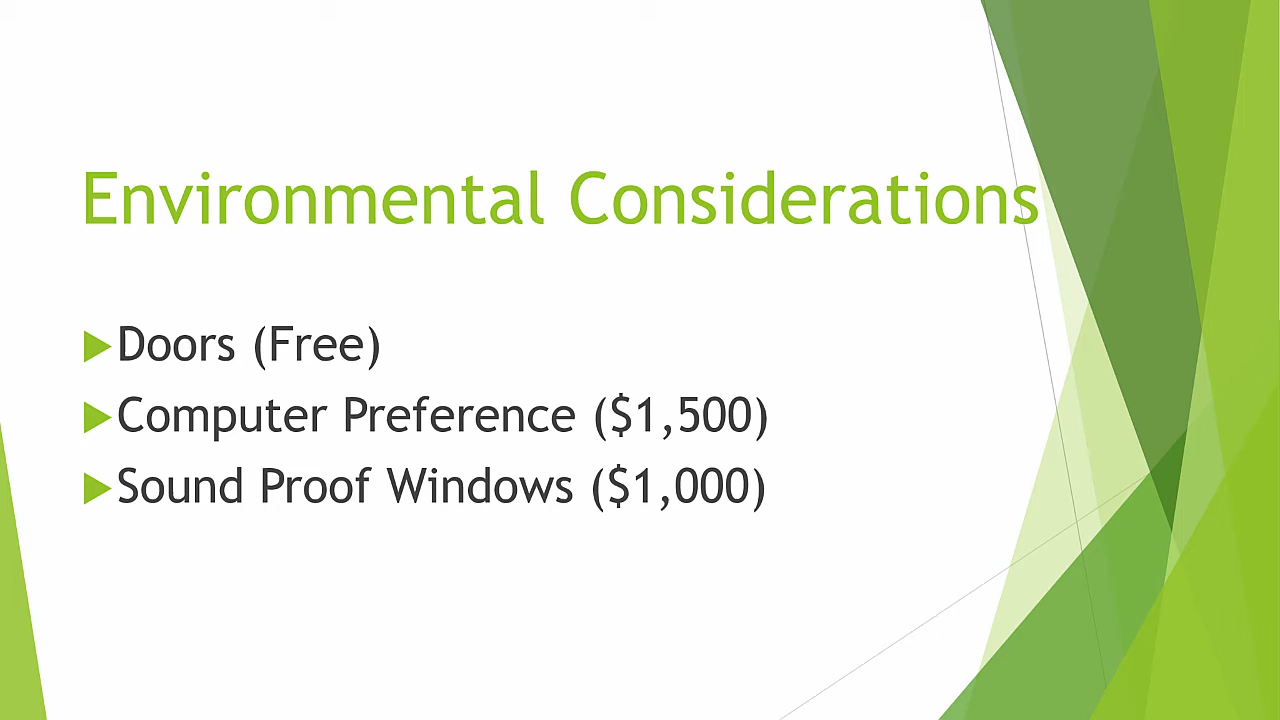 Environmental Considerations
Doors (Free)
Computer Preference ($1,500)
Sound Proof Windows ($1,000)